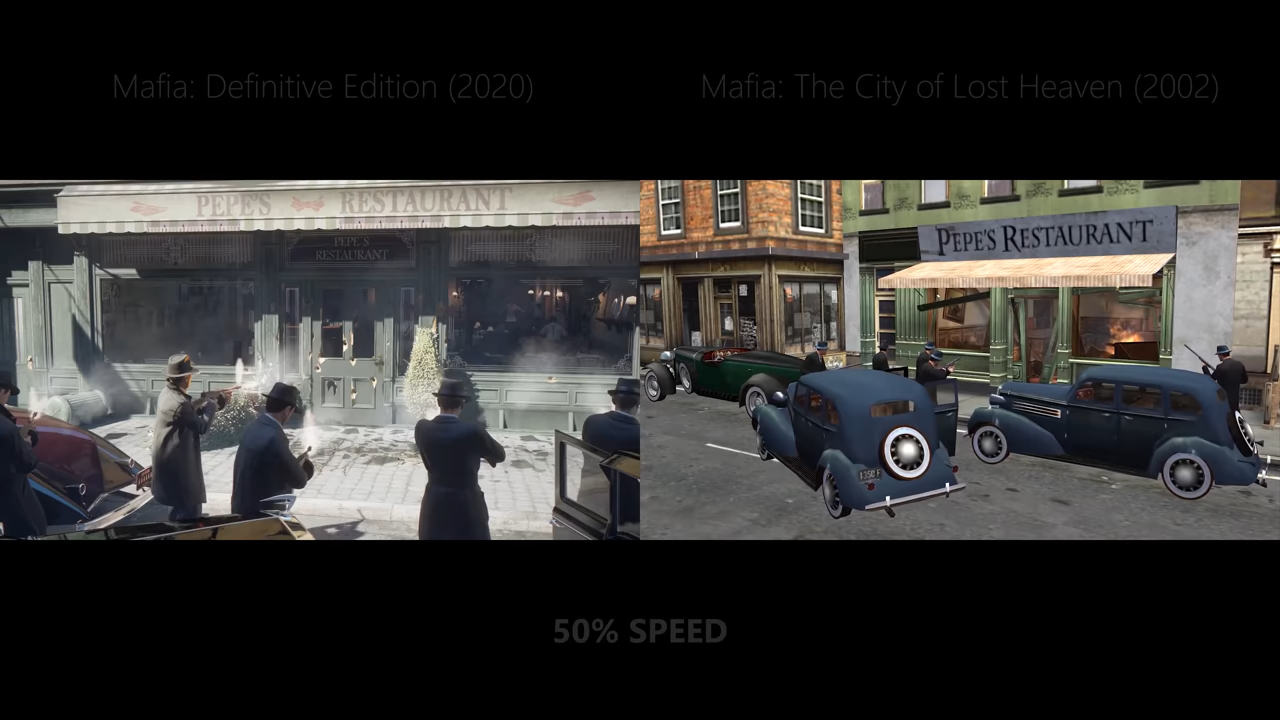 Mafia: Definitive Edition (2020)
Mafia: The City of Lost Heaven (2002)
PEPE'S RESTAURANT
PEPE'S
RESTAURANT
PEPE'S RESTAURANT
50% SPEED